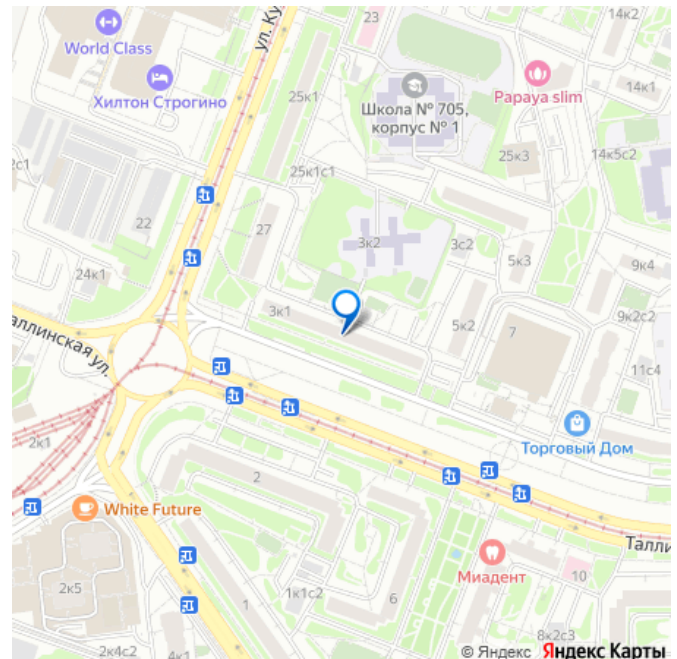 23
14к2
World Class
ул. Ку
Хилтон Строгино
25к1
Школа № 705,
корпус № 1
Papaya slim
14к1
25к3
14к5с2
2с1
25к1с1
22
27
3к2
3с2
5к3
9к4
24к1
3к1
5к2
7
9к2с2
аллинская ул.
11с4
2к1
Торговый Дом
2
White Future
Талли
Миадент
10
2к5
1к1с2
6
1
8к2с3
2к4с2
4к1
© Яндекс Яндекс Карты